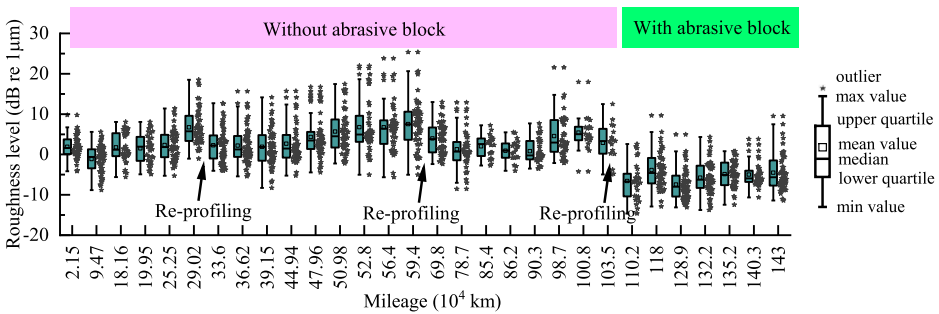 Without abrasive block
With abrasive block
Roughness level (dB re 1μm)
30
20
10
0
-10
-20
Re-profiling
Re-profiling
Re-profiling
2.15
9.47
18.16
19.95
25.25
29.02
33.6
36.62
39.15
44.94
47.96
50.98
52.8
56.4
59.4
69.8
78.7
85.4
86.2
90.3
98.7
100.8
103.5
110.2
118
128.9
132.2
135.2
140.3
143
Mileage (10⁴ km)
outlier
max value
upper quartile
mean value
median
lower quartile
min value